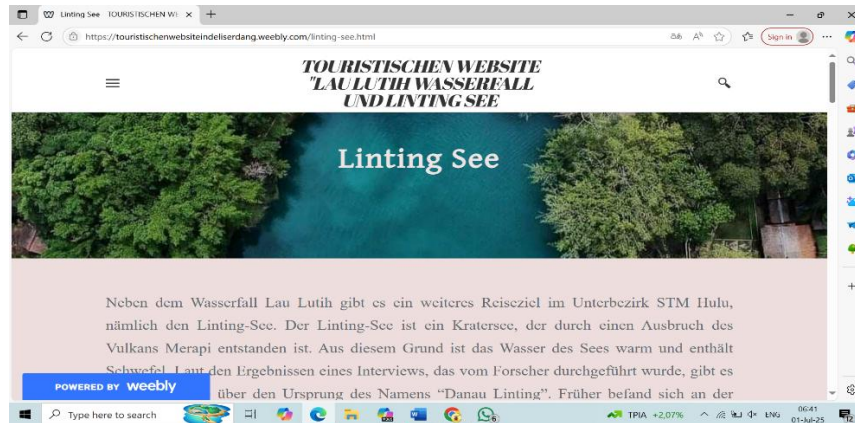 Linting See TOURISTISCHEN WE
Sign in
https://touristischenwebsiteindeliserdang.weebly.com/linting-see.html
TOURISTISCHEN WEBSITE
"LAU LUTIH WASSERFALL
UND LINTING SEE
Linting See
Neben dem Wasserfall Lau Lutih gibt es ein weiteres Reiseziel im Unterbezirk STM Hulu,
nämlich den Linting-See. Der Linting-See ist ein Kratersee, der durch einen Ausbruch des
Vulkans Merapi entstanden ist. Aus diesem Grund ist das Wasser des Sees warm und enthält
Schwefel. Laut den Ergebnissen eines Interviews, das vom Forscher durchgeführt wurde, gibt es
über den Ursprung des Namens “Danau Linting”. Früher befand sich an der
POWERED BY weebly
Type here to search
TPIA +2,07%
ENG
06:41
01-Jul-25
12